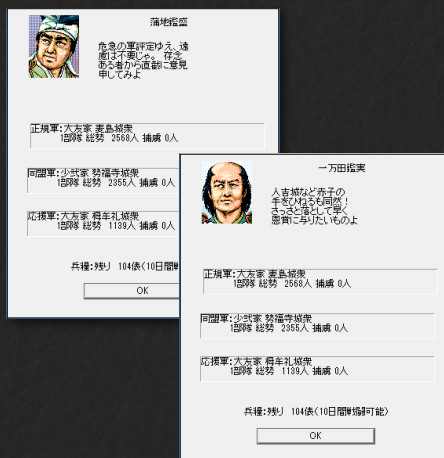 蒲池鑑盛
危急の軍評定ゆえ、遠
慮は不要じゃ。 存念
ある者から直截に意見
申してみよ
正規軍:大友家 麦島城衆
1部隊 総勢 2568人 捕虜 0人
同盟軍:少弐家 勢福寺城衆
1部隊 総勢 2355人 捕虜 0人
応援軍:大友家 栂牟礼城衆
1部隊 総勢 1139人 捕虜 0人
兵糧:残り 104俵(10日間
OK
一万田鑑実
人吉城など赤子の
手をひねるも同然!
さっさと落として早く
恩賞に与りたいものよ
正規軍:大友家 麦島城衆
1部隊 総勢 2568人 捕虜 0人
同盟軍:少弐家 勢福寺城衆
1部隊 総勢 2355人 捕虜 0人
応援軍:大友家 栂牟礼城衆
1部隊 総勢 1139人 捕虜 0人
兵糧:残り 104俵(10日間戦闘可能)
OK